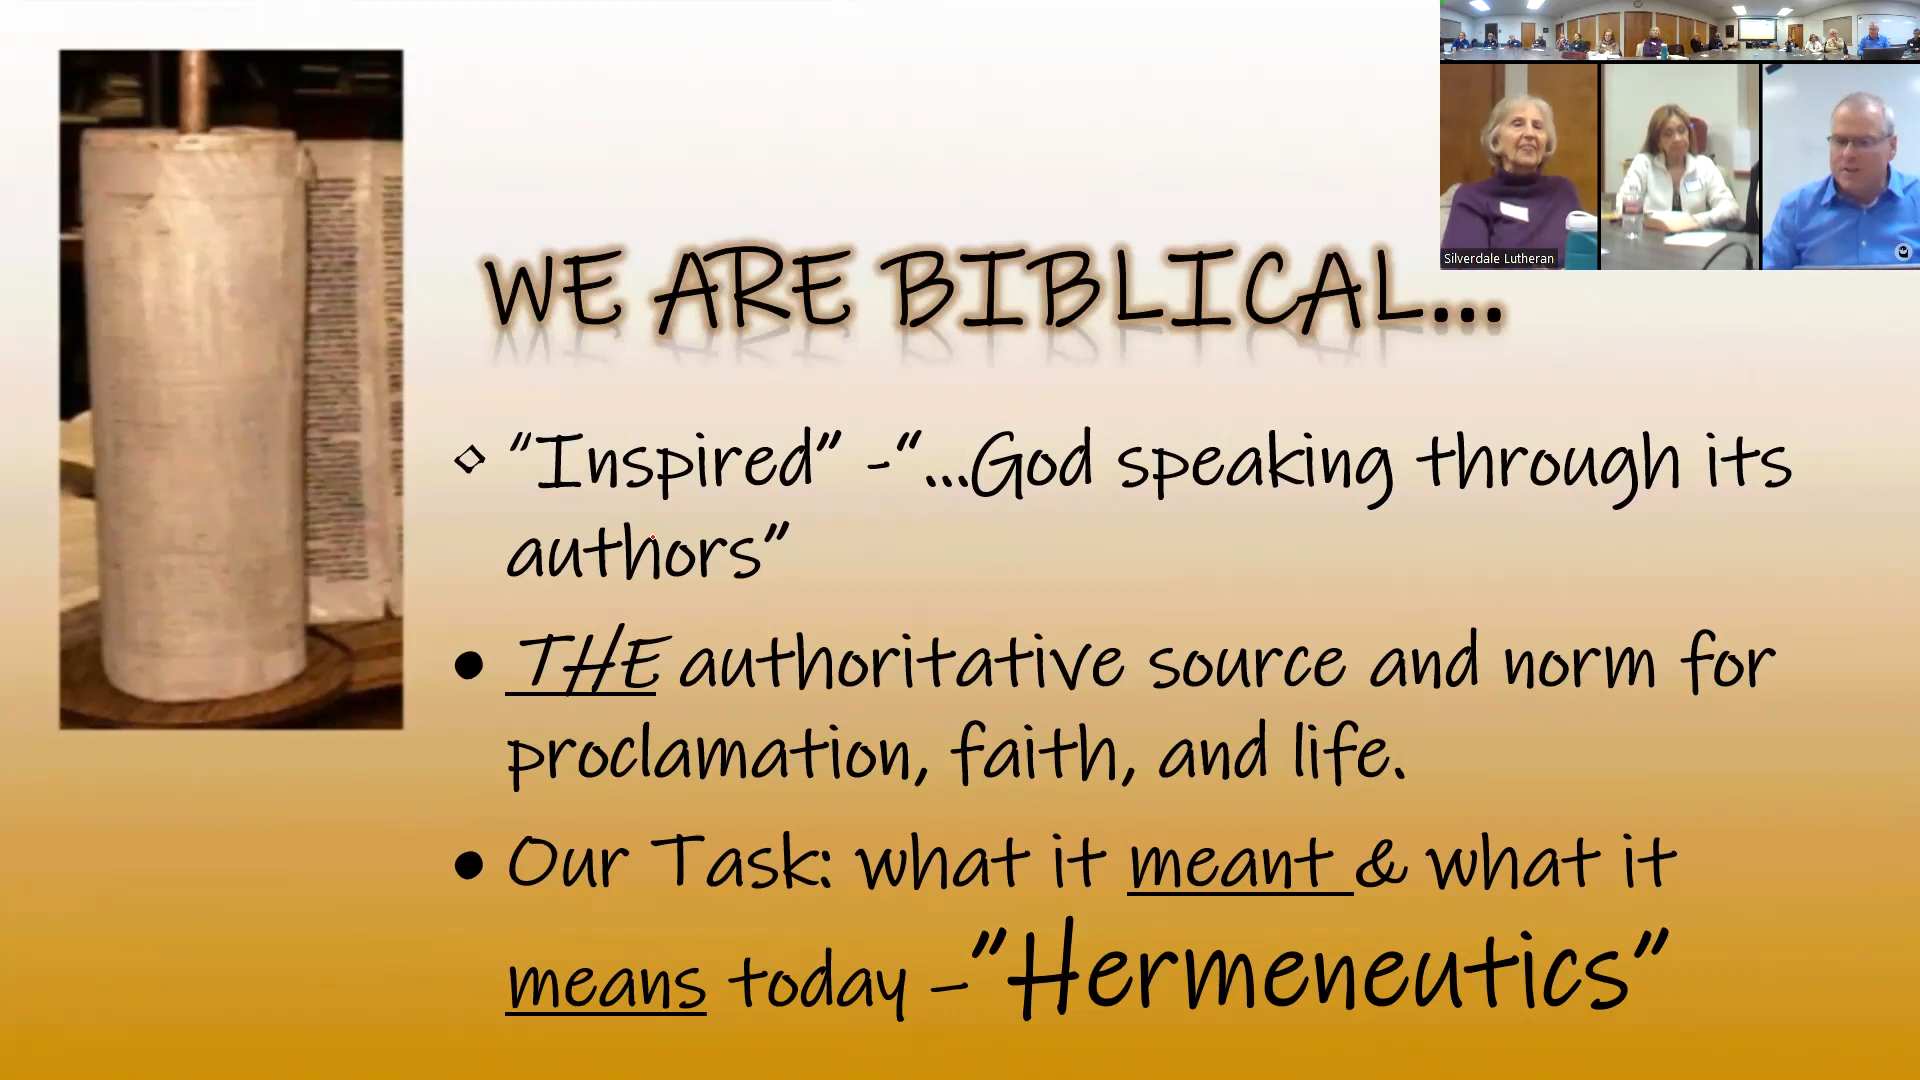 Silverdale Lutheran
WE ARE BIBLICAL...
"Inspired" -"...God speaking through its
authors"
THE authoritative source and norm for
proclamation, faith, and life.
Our Task: what it meant & what it
means today -"Hermeneutics"